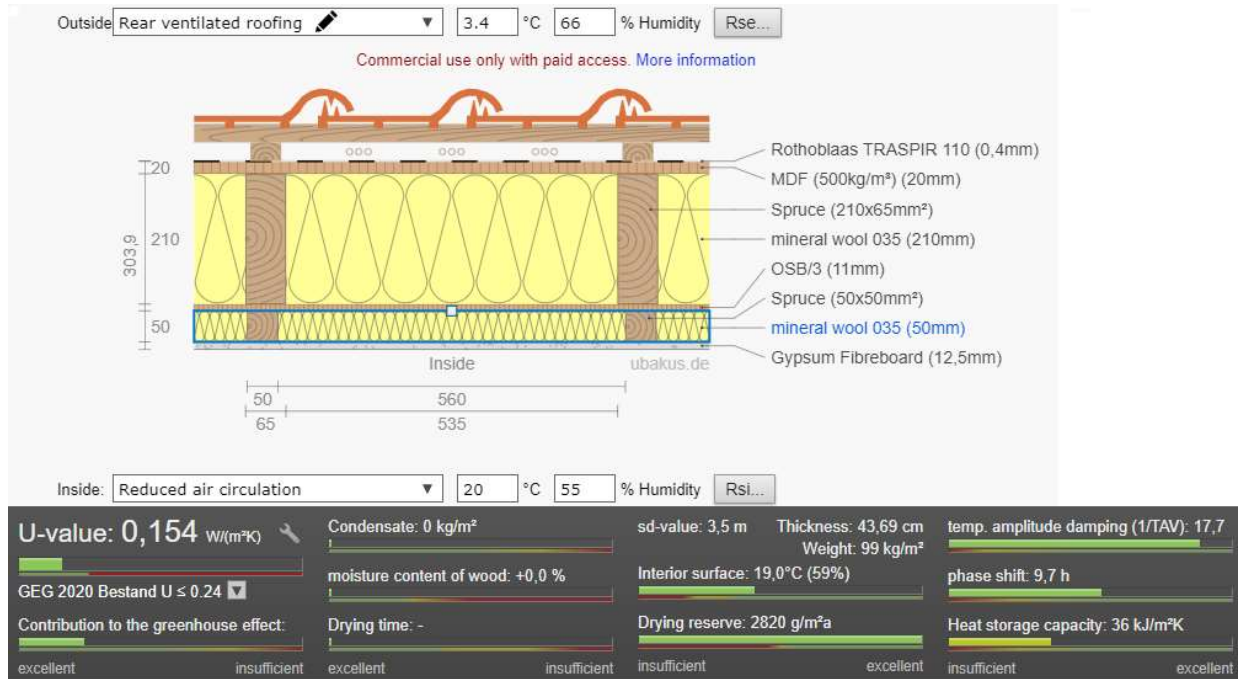 Outside Rear ventilated roofing 3.4 °C 66 % Humidity Rse...
Commercial use only with paid access. More information
ooo ooo ooo
Rothoblaas TRASPIR 110 (0,4mm)
20
MDF (500kg/m³) (20mm)
Spruce (210x65mm²)
303,9
210
mineral wool 035 (210mm)
OSB/3 (11mm)
Spruce (50x50mm²)
50
mineral wool 035 (50mm)
Gypsum Fibreboard (12,5mm)
Inside
ubakus.de
50 560
65 535
Inside: Reduced air circulation 20 °C 55 % Humidity Rsi...
U-value: 0,154 W/(m²K)
GEG 2020 Bestand U ≤ 0.24
Contribution to the greenhouse effect:
excellent insufficient
Condensate: 0 kg/m²
moisture content of wood: +0,0 %
Drying time: -
excellent insufficient
sd-value: 3,5 m Thickness: 43,69 cm
Weight: 99 kg/m²
Interior surface: 19,0°C (59%)
Drying reserve: 2820 g/m²a
insufficient excellent
temp. amplitude damping (1/TAV): 17,7
phase shift: 9,7 h
Heat storage capacity: 36 kJ/m²K
insufficient excellent